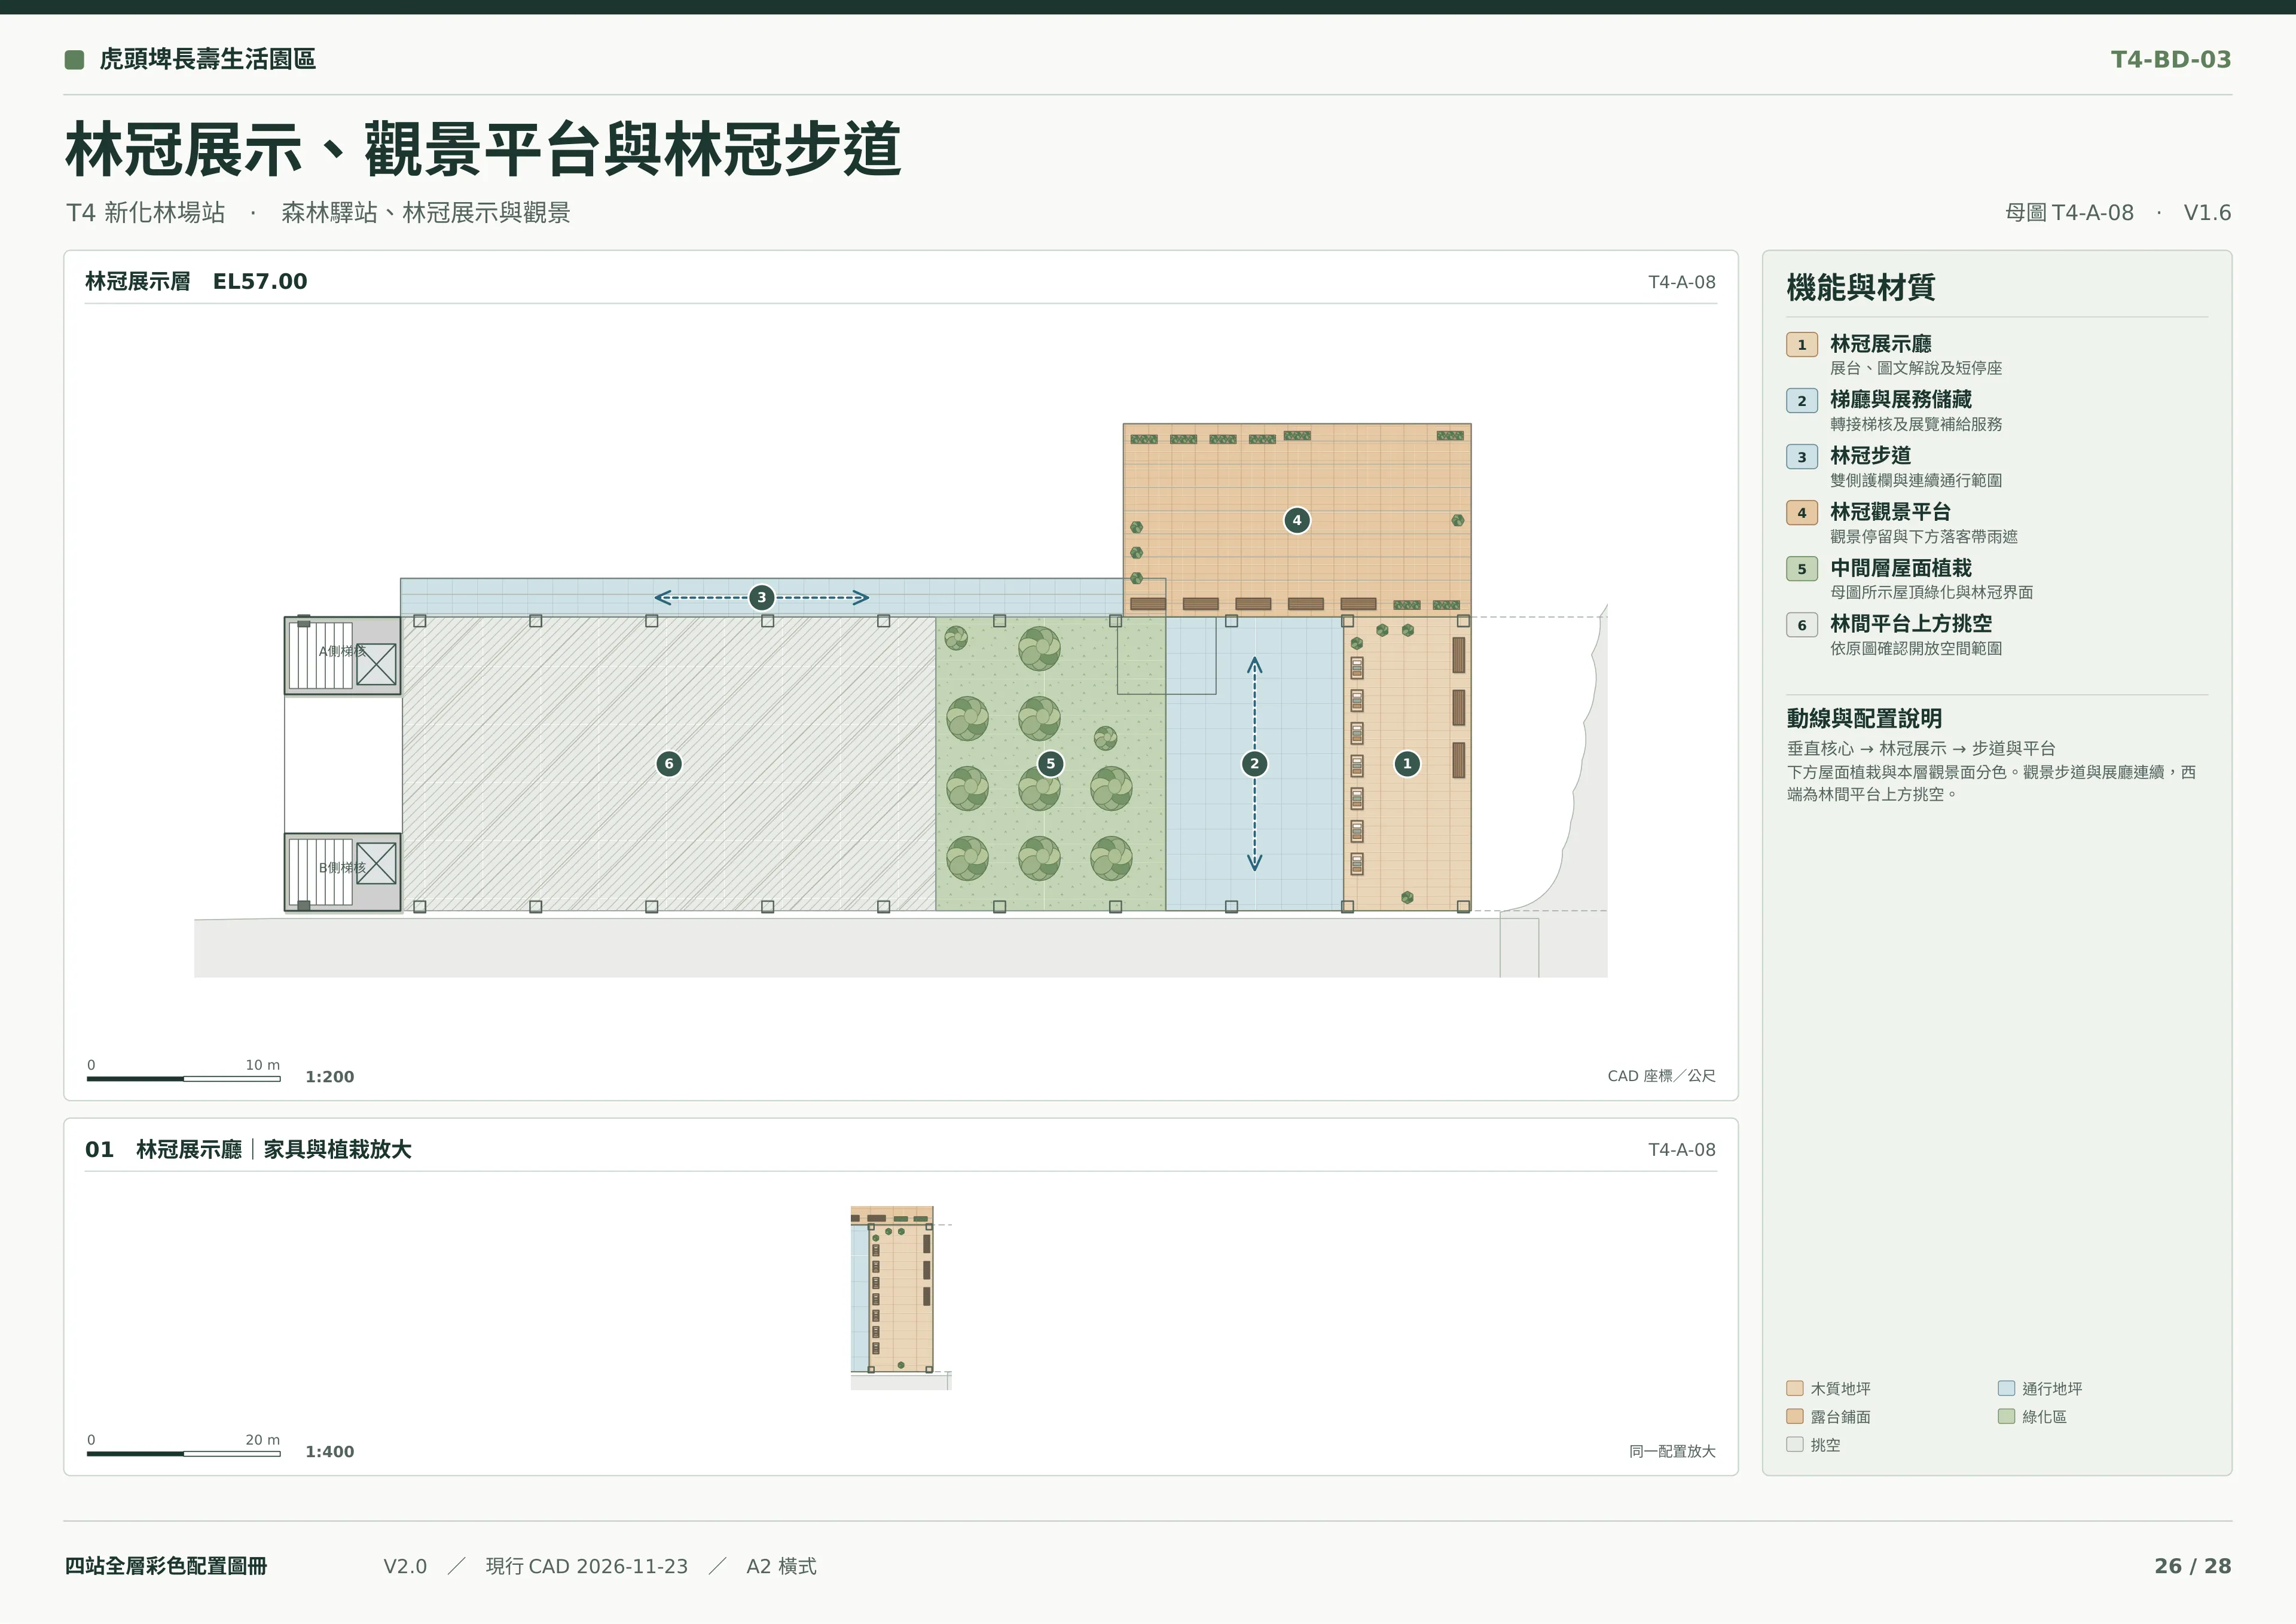 虎頭埤長壽生活園區
T4-BD-03
林冠展示、觀景平台與林冠步道
T4 新化林場站 · 森林驛站、林冠展示與觀景
母圖 T4-A-08 · V1.6
林冠展示層 EL57.00
T4-A-08
4
3
A側梯核
6
5
2
1
B側梯核
0 10 m 1:200
CAD 座標／公尺
01 林冠展示廳｜家具與植栽放大
T4-A-08
0 20 m 1:400
同一配置放大
機能與材質
1 林冠展示廳
展台、圖文解說及短停座
2 梯廳與展務儲藏
轉接梯核及展覽補給服務
3 林冠步道
雙側護欄與連續通行範圍
4 林冠觀景平台
觀景停留與下方落客帶雨遮
5 中間層屋面植栽
母圖所示屋頂綠化與林冠界面
6 林間平台上方挑空
依原圖確認開放空間範圍
動線與配置說明
垂直核心 → 林冠展示 → 步道與平台
下方屋面植栽與本層觀景面分色。觀景步道與展廳連續，西
端為林間平台上方挑空。
木質地坪
通行地坪
露台鋪面
綠化區
挑空
四站全層彩色配置圖冊
V2.0 ／ 現行 CAD 2026-11-23 ／ A2 橫式
26 / 28